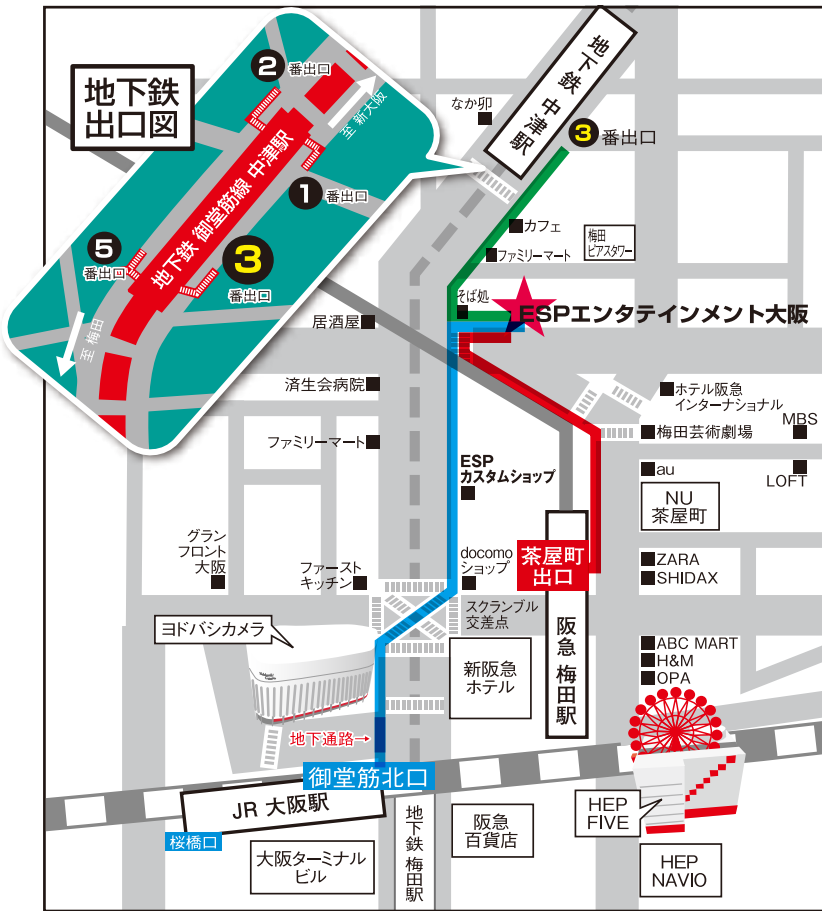 地下鉄
出口図
2 番出口
至 新大阪
1 番出口
地下鉄 御堂筋線 中津駅
5
番出口
3
番出口
至 梅田
地下鉄 中津駅
なか卯
3 番出口
カフェ
ファミリーマート
梅田
ピアスタワー
そば処
ESPエンタテインメント大阪
居酒屋
済生会病院
ファミリーマート
ホテル阪急
インターナショナル
梅田芸術劇場
MBS
au
LOFT
NU
茶屋町
ESP
カスタムショップ
グラン
フロント
大阪
ファースト
キッチン
docomo
ショップ
茶屋町
出口
ZARA
SHIDAX
スクランブル
交差点
ヨドバシカメラ
新阪急
ホテル
阪急 梅田駅
ABC MART
H&M
OPA
地下通路→
御堂筋北口
JR 大阪駅
桜橋口
大阪ターミナル
ビル
地下鉄 梅田駅
阪急
百貨店
HEP
FIVE
HEP
NAVIO